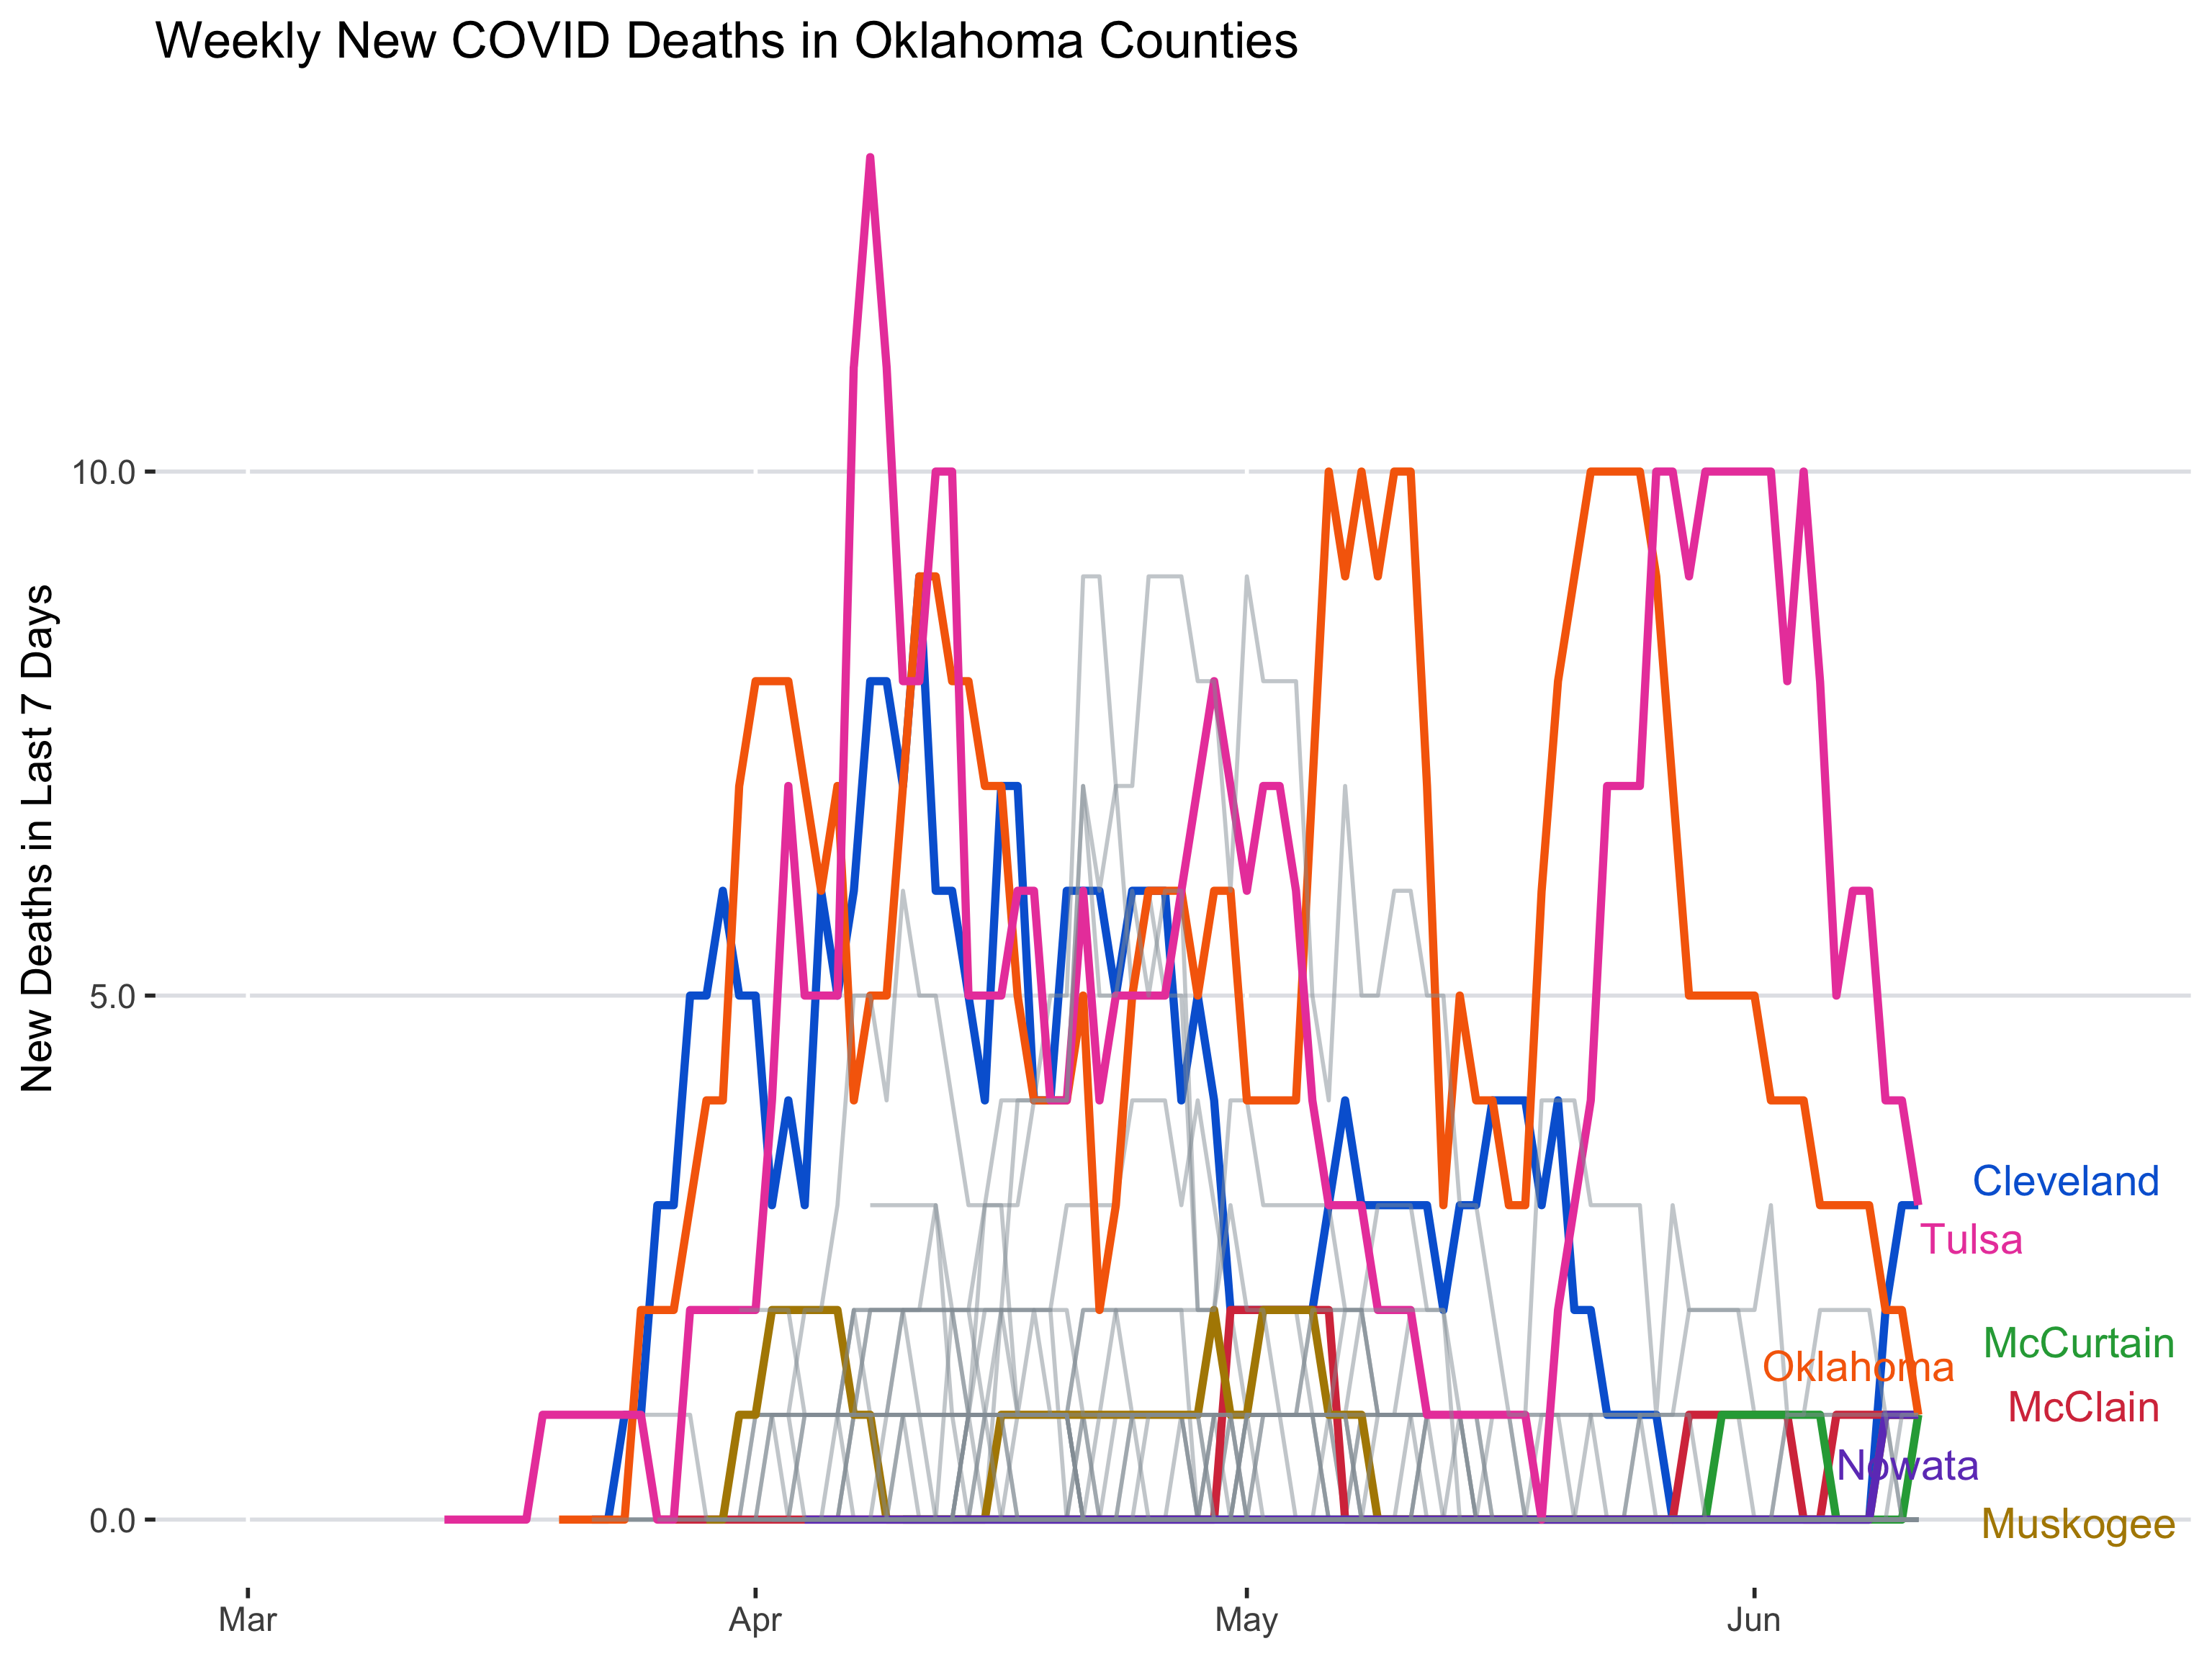 Weekly New COVID Deaths in Oklahoma Counties
New Deaths in Last 7 Days
10.0
5.0
0.0
Cleveland
Tulsa
McCurtain
Oklahoma
McClain
Nowata
Muskogee
Mar
Apr
May
Jun